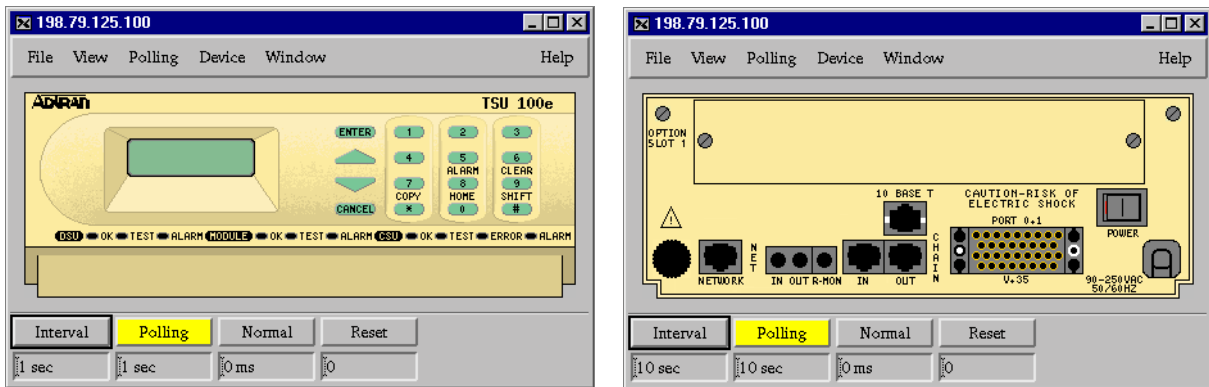 198.79.125.100
File View Polling Device Window Help
ADTRAN TSU 100e
ENTER 1 2 3
4 5 6
ALARM CLEAR
7 8 9
COPY HOME SHIFT
CANCEL * 0 #
DSU OK TEST ALARM MODULE OK TEST ALARM CSU OK TEST ERROR ALARM
Interval Polling Normal Reset
1 sec 1 sec 0 ms 0
198.79.125.100
File View Polling Device Window Help
OPTION
SLOT 1
10 BASE T
CAUTION-RISK OF
ELECTRIC SHOCK
PORT 0.1
POWER
NETWORK
NET
IN OUT R-MON IN OUT
CHAIN
V.35
90-250VAC
50/60HZ
Interval Polling Normal Reset
10 sec 10 sec 0 ms 0